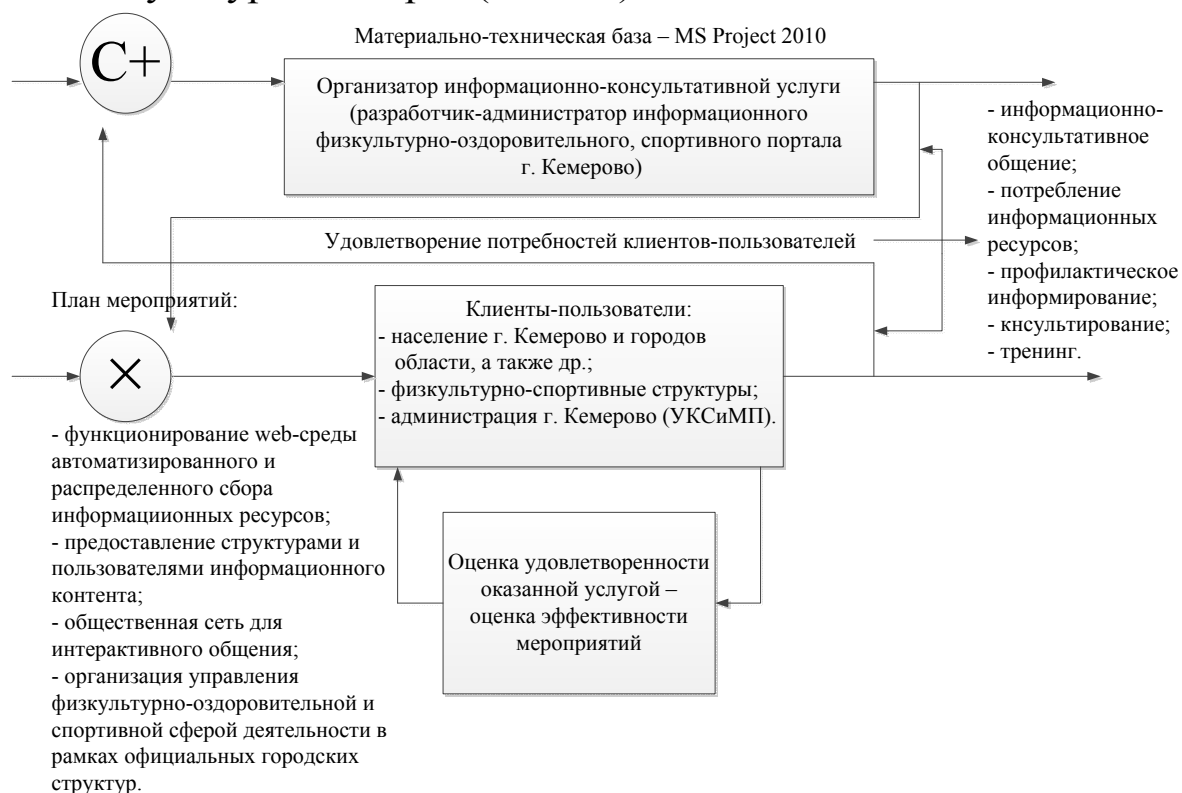 С+
Материально-техническая база – MS Project 2010
Организатор информационно-консультативной услуги
(разработчик-администратор информационного
физкультурно-оздоровительного, спортивного портала
г. Кемерово)
- информационно-
консультативное
общение;
- потребление
информационных
ресурсов;
- профилактическое
информирование;
- кнсультирование;
- тренинг.
Удовлетворение потребностей клиентов-пользователей
План мероприятий:
×
Клиенты-пользователи:
- население г. Кемерово и городов
области, а также др.;
- физкультурно-спортивные структуры;
- администрация г. Кемерово (УКСиМП).
- функционирование web-среды
автоматизированного и
распределенного сбора
информациионных ресурсов;
- предоставление структурами и
пользователями информационного
контента;
- общественная сеть для
интерактивного общения;
- организация управления
физкультурно-оздоровительной и
спортивной сферой деятельности в
рамках официальных городских
структур.
Оценка удовлетворенности
оказанной услугой –
оценка эффективности
мероприятий